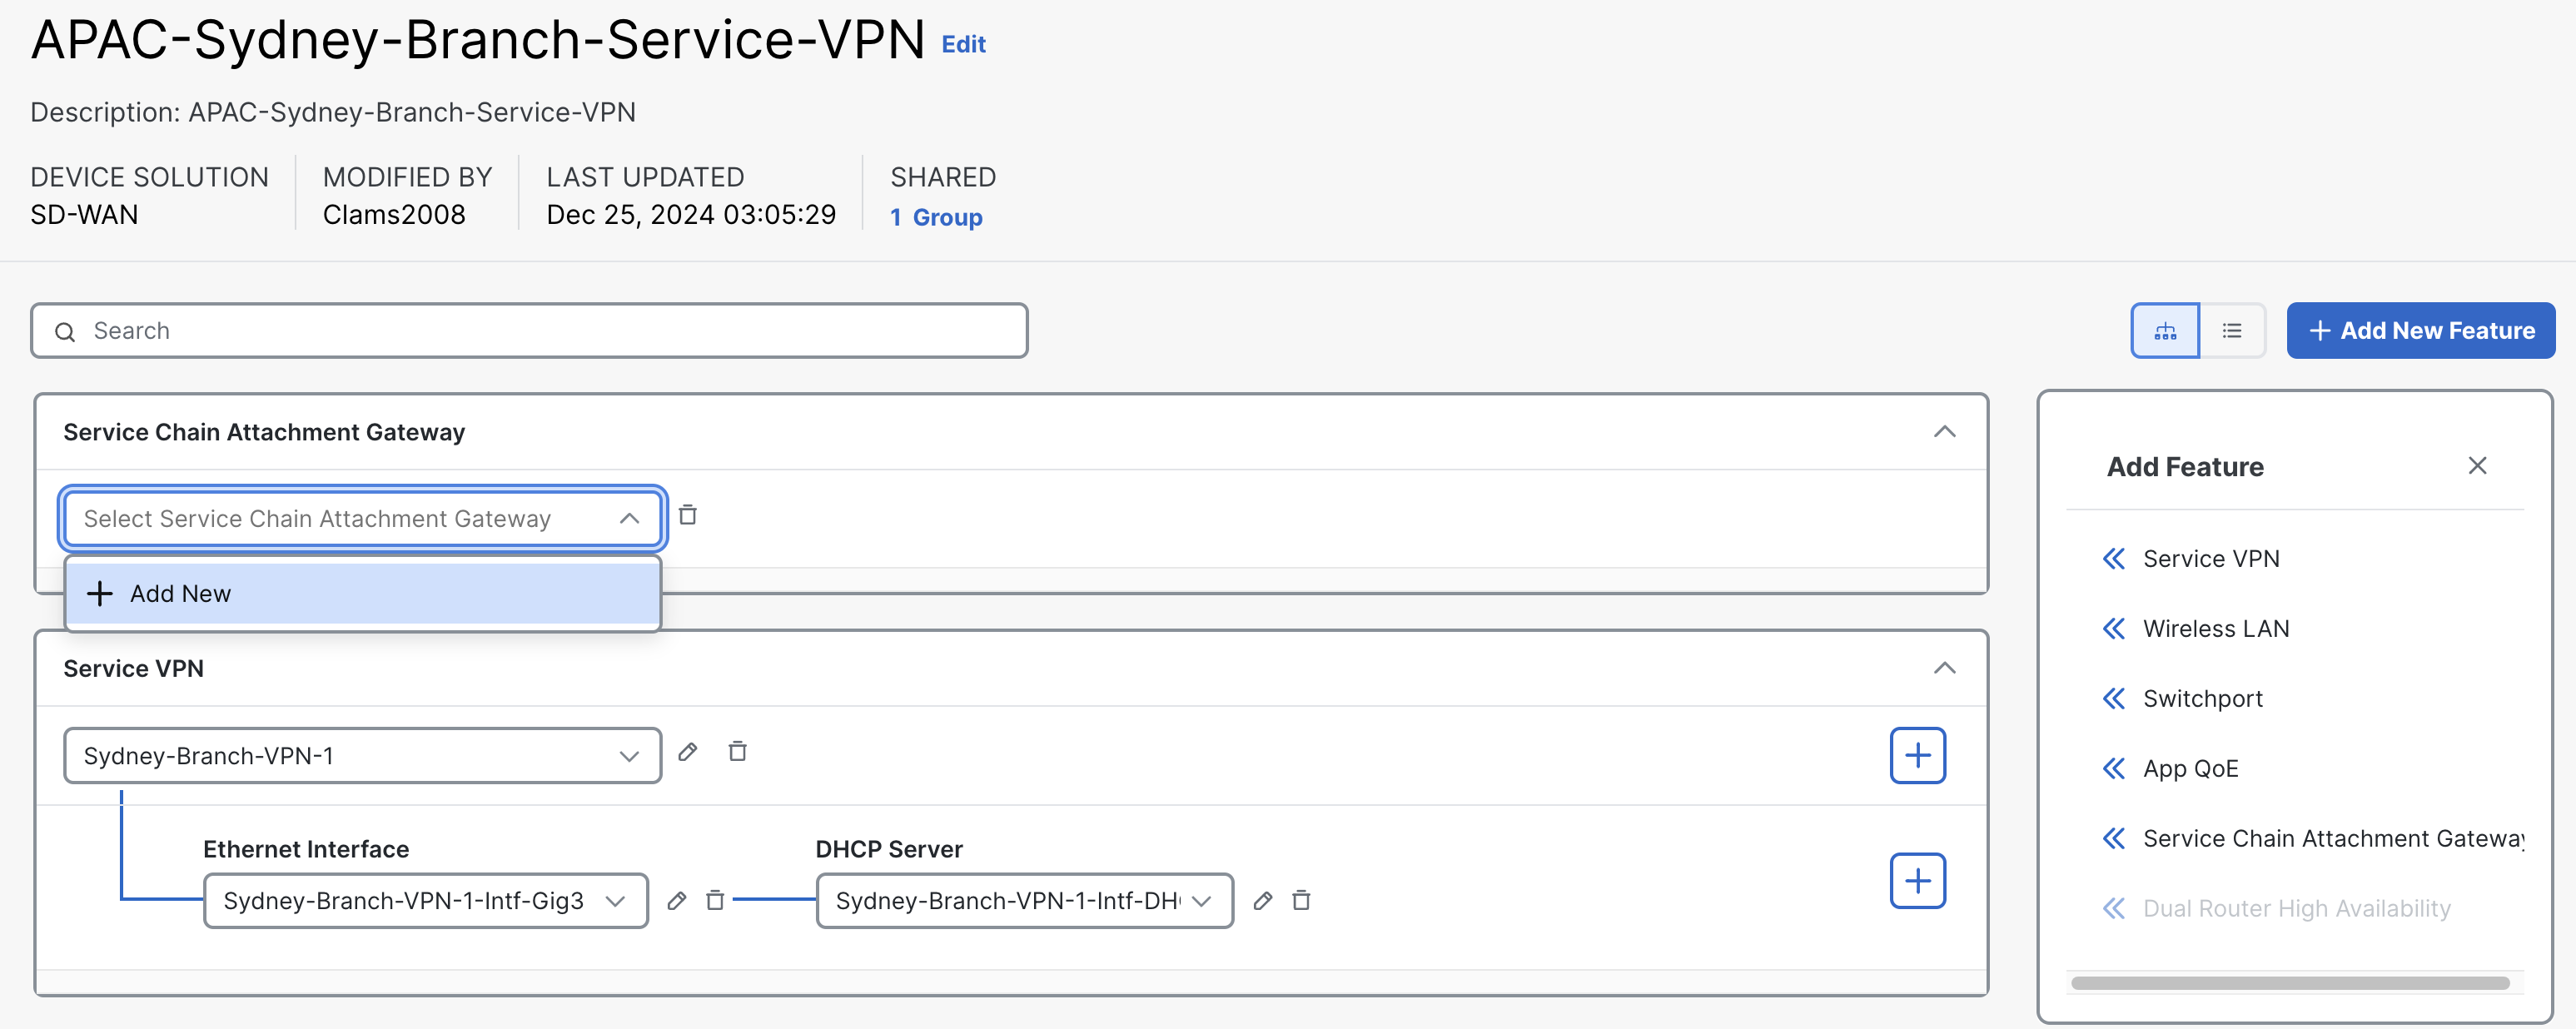 APAC-Sydney-Branch-Service-VPN Edit
Description: APAC-Sydney-Branch-Service-VPN
DEVICE SOLUTION
SD-WAN
MODIFIED BY
Clams2008
LAST UPDATED
Dec 25, 2024 03:05:29
SHARED
1 Group
Search
Add New Feature
Service Chain Attachment Gateway
Select Service Chain Attachment Gateway
Add New
Service VPN
Sydney-Branch-VPN-1
Ethernet Interface
Sydney-Branch-VPN-1-Intf-Gig3
DHCP Server
Sydney-Branch-VPN-1-Intf-DH
Add Feature
Service VPN
Wireless LAN
Switchport
App QoE
Service Chain Attachment Gateway
Dual Router High Availability